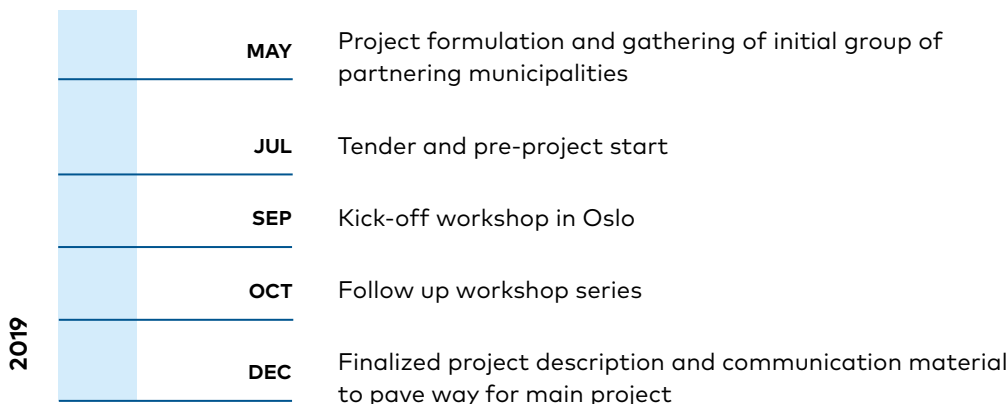 MAY
Project formulation and gathering of initial group of
partnering municipalities
JUL
Tender and pre-project start
SEP
Kick-off workshop in Oslo
OCT
Follow up workshop series
2019
DEC
Finalized project description and communication material
to pave way for main project